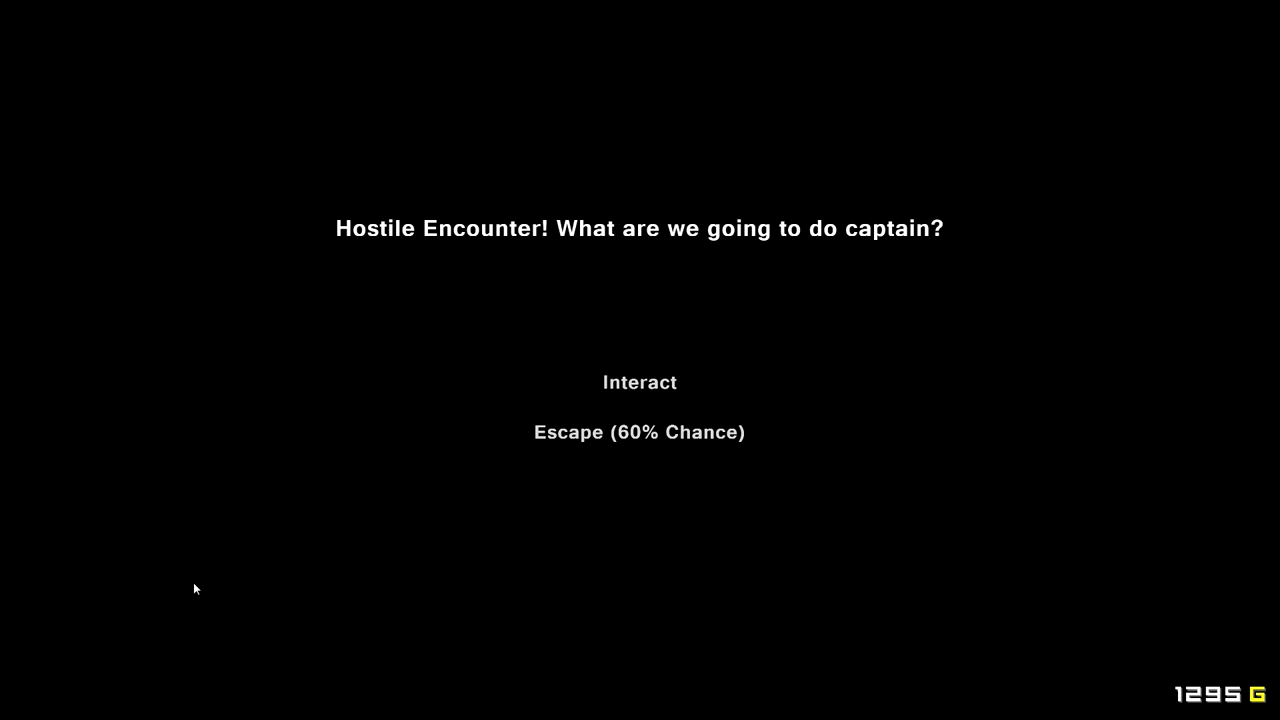 Hostile Encounter! What are we going to do captain?
Interact
Escape (60% Chance)
1295 G